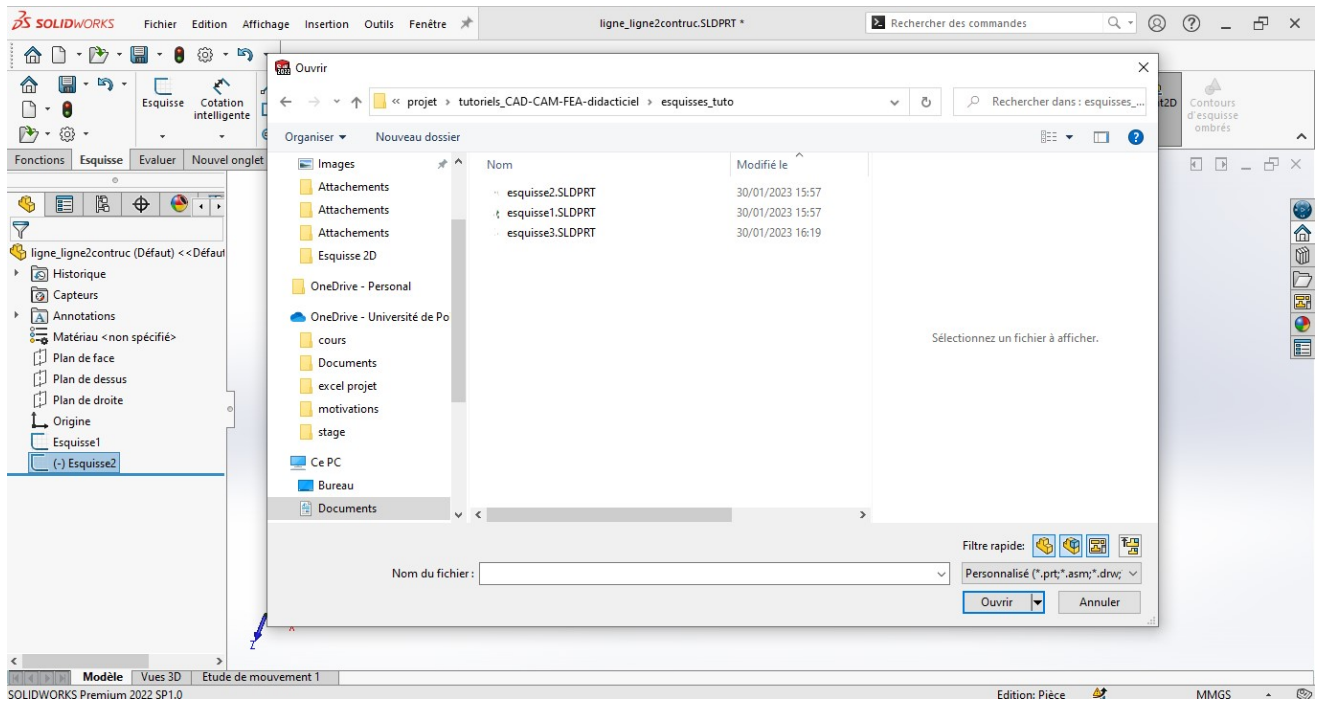 SOLIDWORKS Fichier Edition Affichage Insertion Outils Fenêtre ligne_ligne2contruc.SLDPRT * Rechercher des commandes
Ouvrir
Esquisse Cotation intelligente
« projet › tutoriels_CAD-CAM-FEA-didacticiel › esquisses_tuto Rechercher dans : esquisses_...
Contours d'esquisse ombrés
Organiser Nouveau dossier
Fonctions Esquisse Evaluer Nouvel onglet
Nom Modifié le
Images
Attachements
Attachements
Attachements
Esquisse 2D
OneDrive - Personal
OneDrive - Université de Po
cours
Documents
excel projet
motivations
stage
Ce PC
Bureau
Documents
esquisse2.SLDPRT 30/01/2023 15:57
esquisse1.SLDPRT 30/01/2023 15:57
esquisse3.SLDPRT 30/01/2023 16:19
Sélectionnez un fichier à afficher.
ligne_ligne2contruc (Défaut) <<Défaut
Historique
Capteurs
Annotations
Matériau <non spécifié>
Plan de face
Plan de dessus
Plan de droite
Origine
Esquisse1
(-) Esquisse2
Filtre rapide:
Nom du fichier : Personnalisé (*.prt;*.asm;*.drw;
Ouvrir Annuler
Z
Modèle Vues 3D Etude de mouvement 1
SOLIDWORKS Premium 2022 SP1.0 Edition: Pièce MMGS